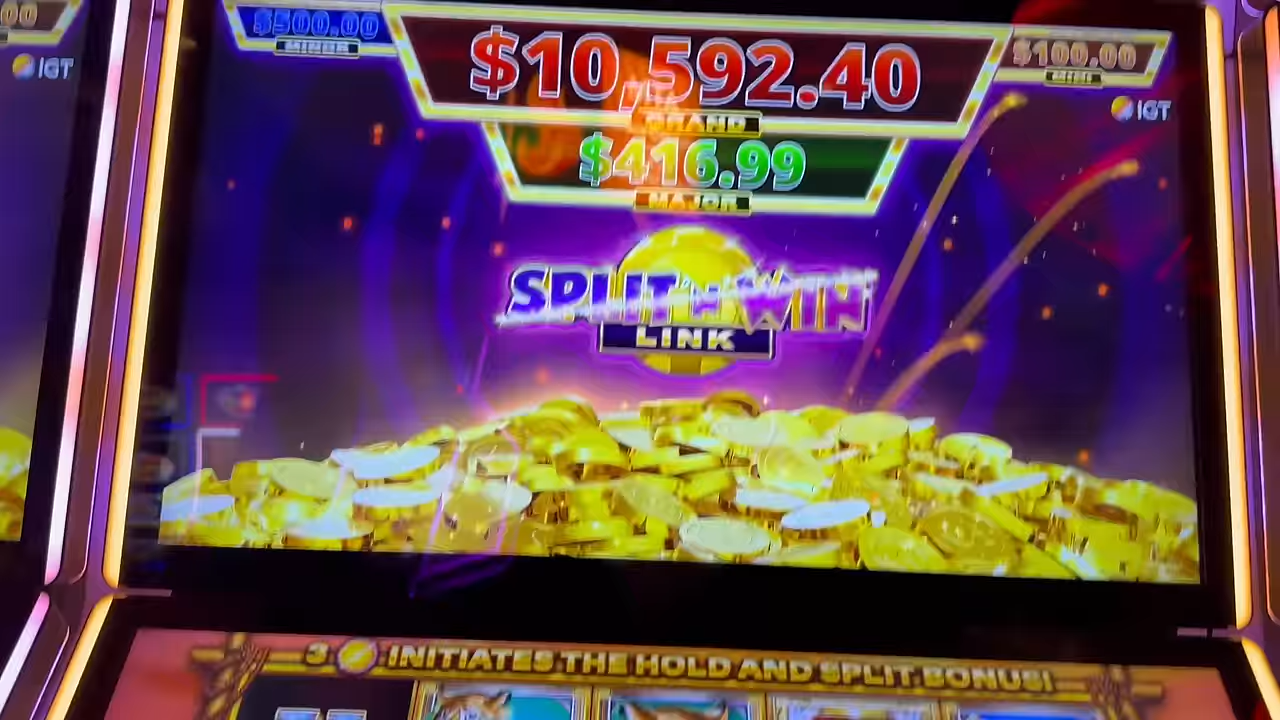 00
$500.00
$10,592.40
$100.00
MINI
IGT
GRAND
IGT
$416.99
MAJOR
SPLIT'N WIN
LINK
3 INITIATES THE HOLD AND SPLIT BONUS!